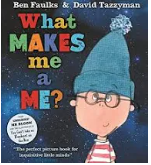 Ben Faulks & David Tazzyman
What
MAKES
me a
ME?
"The perfect picture book for
inquisitive little minds"